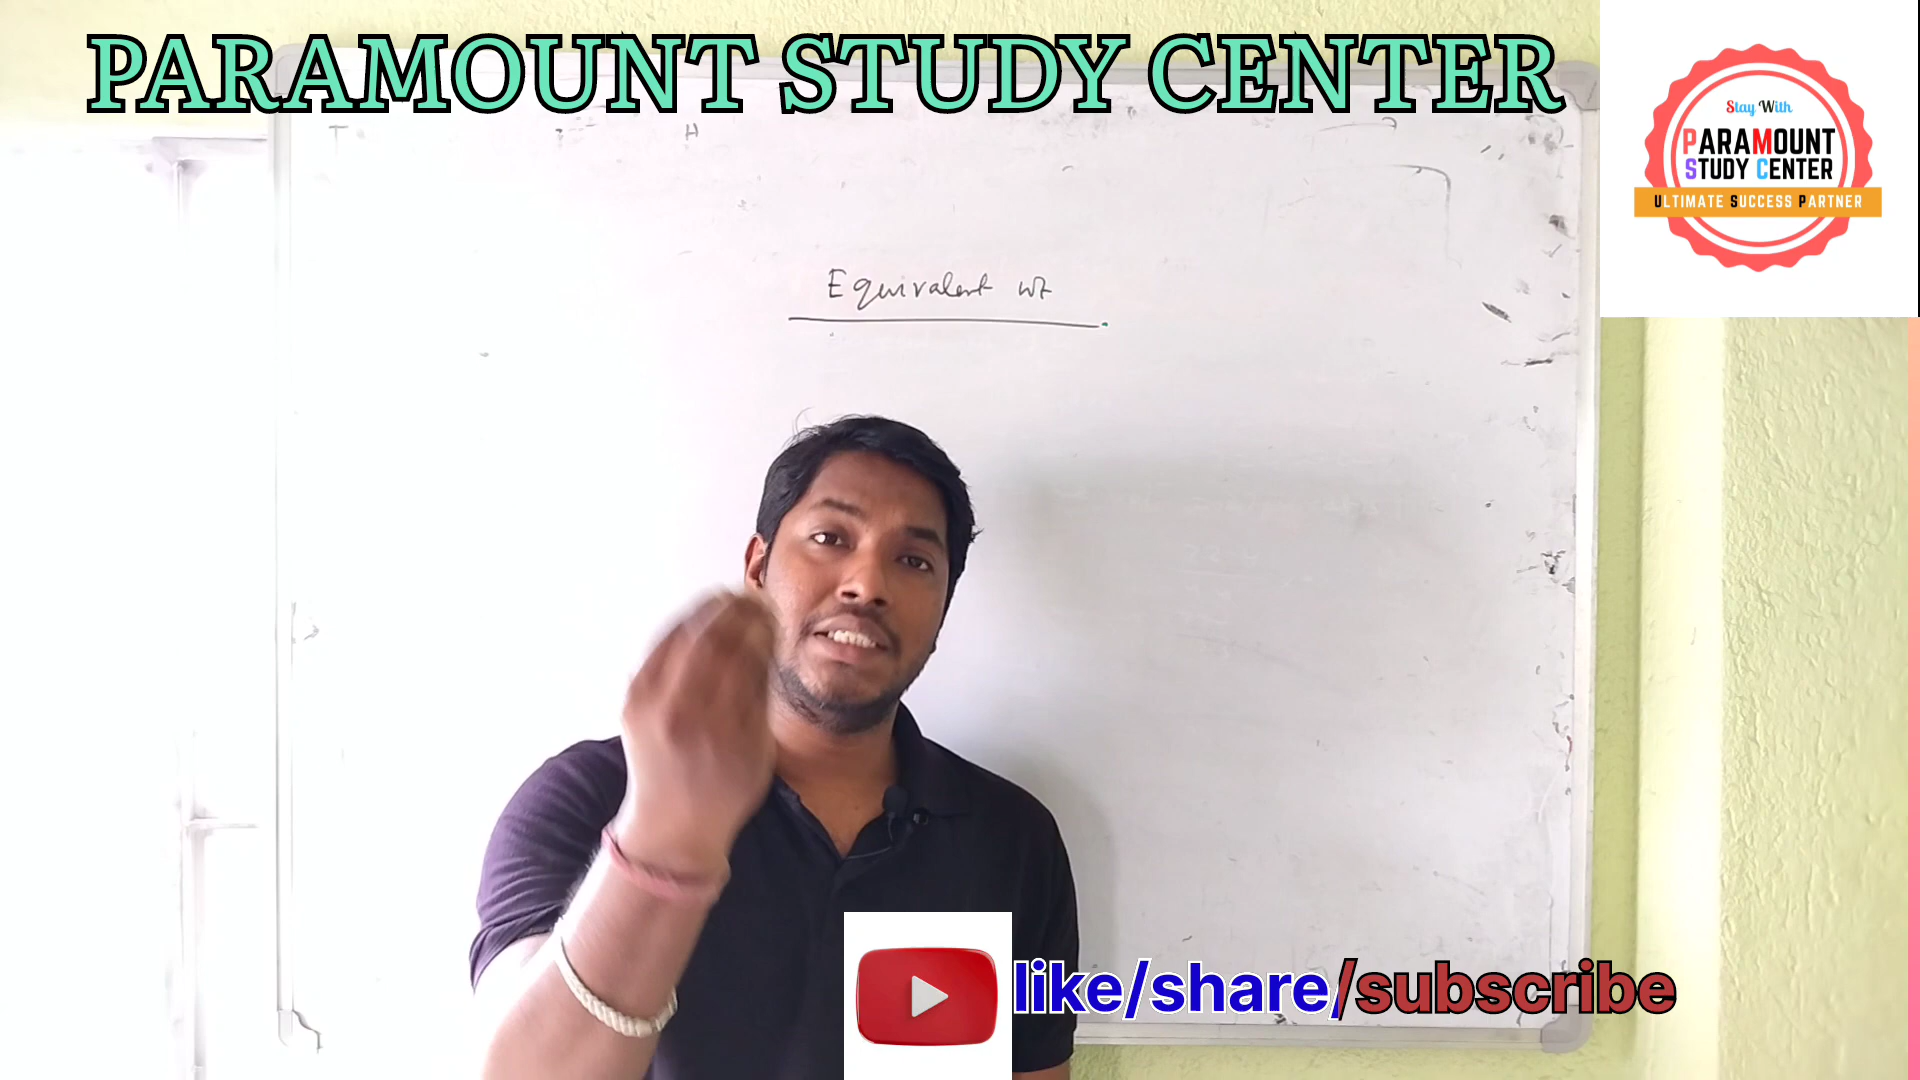 PARAMOUNT STUDY CENTER
Stay With
PARAMOUNT
STUDY CENTER
ULTIMATE SUCCESS PARTNER
Equivalent wt
like/share/subscribe